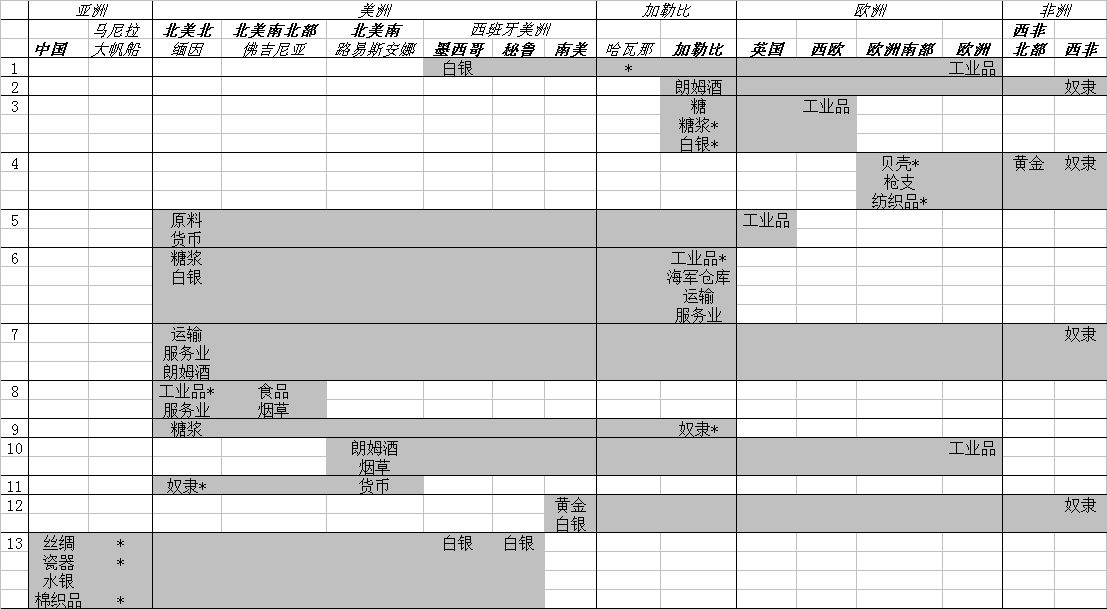 亚洲 美洲 加勒比 欧洲 非洲
马尼拉 北美北 北美南北部 北美南 西班牙美洲 西非
中国 大帆船 缅因 佛吉尼亚 路易斯安娜 墨西哥 秘鲁 南美 哈瓦那 加勒比 英国 西欧 欧洲南部 欧洲 北部 西非
1 白银 * 工业品
2 朗姆酒 奴隶
3 糖 工业品
糖浆*
白银*
4 贝壳* 黄金 奴隶
枪支
纺织品*
5 原料 工业品
货币
6 糖浆 工业品*
白银 海军仓库
运输
服务业
7 运输 奴隶
服务业
朗姆酒
8 工业品* 食品
服务业 烟草
9 糖浆 奴隶*
10 朗姆酒 工业品
烟草
11 奴隶* 货币
12 黄金 奴隶
白银
13 丝绸 * 白银 白银
瓷器 *
水银
棉织品 *